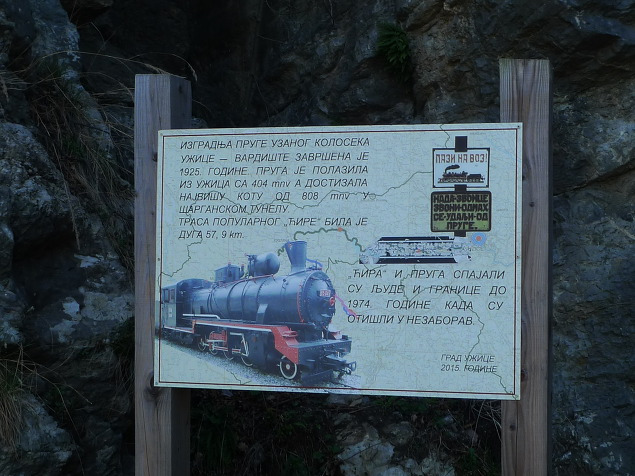 ИЗГРАДЊА ПРУГЕ УЗАНОГ КОЛОСЕКА
УЖИЦЕ – ВАРДИШТЕ ЗАВРШЕНА ЈЕ
1925. ГОДИНЕ. ПРУГА ЈЕ ПОЛАЗИЛА
ИЗ УЖИЦА СА 404 mnv А ДОСТИЗАЛА
НАЈВИШУ КОТУ ОД 808 mnv У
ШАРГАНСКОМ ТУНЕЛУ.
ТРАСА ПОПУЛАРНОГ „ЋИРЕ" БИЛА ЈЕ
ДУГА 57, 9 km.
ПАЗИ НА ВОЗ!
НАДА-ЗВОНЦЕ
ЗВОНИ-ОДМАХ
СЕ-УДАЉИ-ОД
ПРУГЕ
„ЋИРА" И ПРУГА СПАЈАЛИ
СУ ЉУДЕ И ГРАНИЦЕ ДО
1974. ГОДИНЕ КАДА СУ
ОТИШЛИ У НЕЗАБОРАВ.
ГРАД УЖИЦЕ
2015. ГОДИНЕ